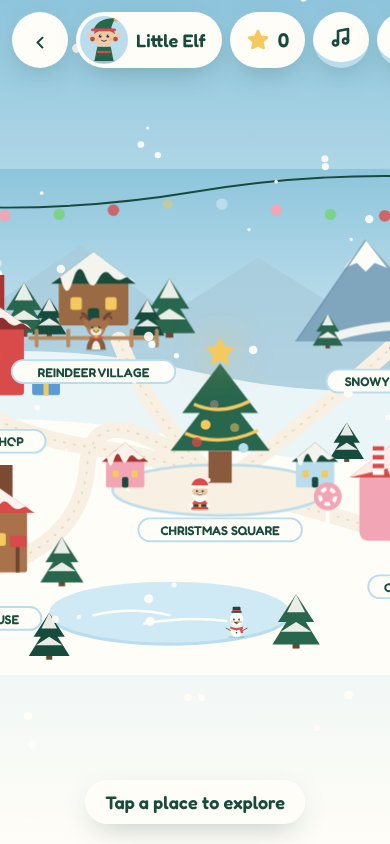 Little Elf
0
REINDEER VILLAGE
SNOWY
HOP
CHRISTMAS SQUARE
USE
Tap a place to explore